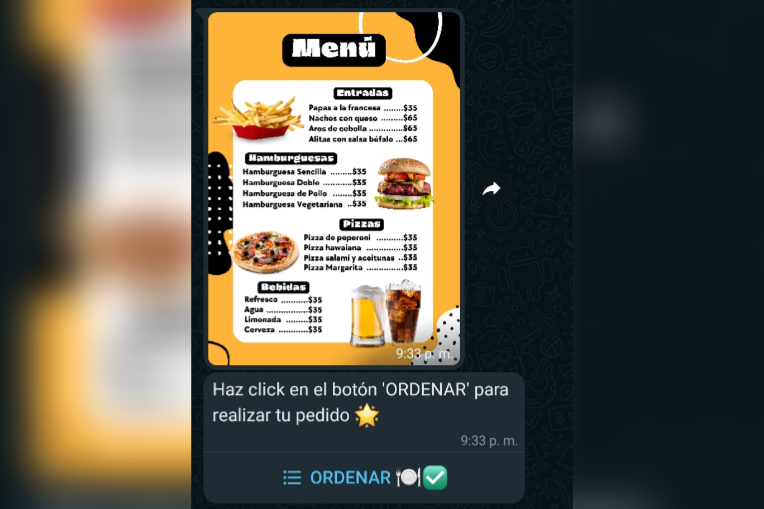 Menú
Entradas
Papas a la francesa ........$35
Nachos con queso ........$65
Aros de cebolla .............$65
Alitas con salsa búfalo ...$65
Hamburguesas
Hamburguesa Sencilla ........$35
Hamburguesa Doble ...........$35
Hamburguesa de Pollo .......$35
Hamburguesa Vegetariana ..$35
Pizzas
Pizza de peperoni ..........$35
Pizza hawaiana .............$35
Pizza salami y aceitunas ..$35
Pizza Margarita ..............$35
Bebidas
Refresco ..........$35
Agua ................$35
Limonada ........$35
Cerveza ...........$35
9:33 p. m.
Haz click en el botón 'ORDENAR' para
realizar tu pedido 🌟
9:33 p. m.
ORDENAR 🍽️✅